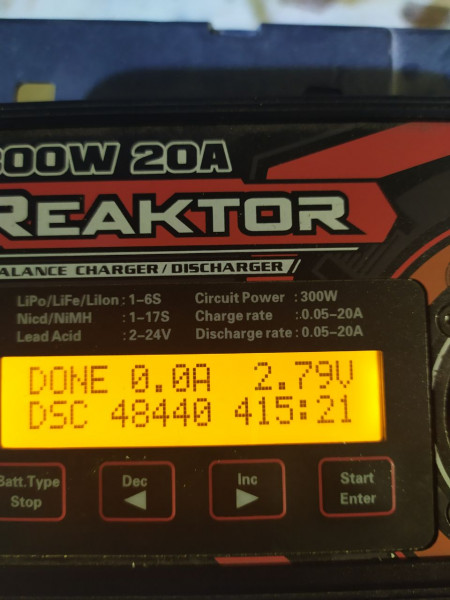 300W 20A
REAKTOR
BALANCE CHARGER / DISCHARGER
LiPo/LiFe/LiIon : 1-6S Circuit Power : 300W
Nicd/NiMH : 1-17S Charge rate : 0.05-20A
Lead Acid : 2-24V Discharge rate : 0.05-20A
DONE 0.0A 2.79V
DSC 48440 415:21
Batt.Type Dec Inc Start
Stop ◀ ▶ Enter